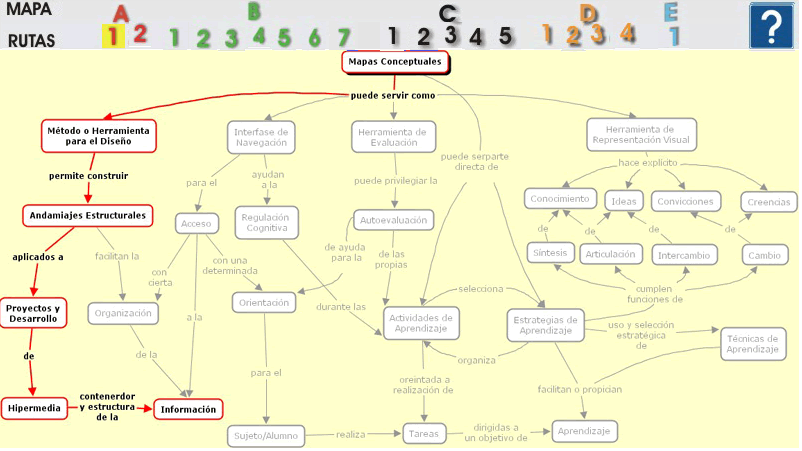 MAPA A B C D E
RUTAS 1 2 1 2 3 4 5 6 7 1 2 3 4 5 1 2 3 4 1 ?
Mapas Conceptuales
puede servir como
Método o Herramienta
para el Diseño
Interfase de
Navegación
Herramienta de
Evaluación
Herramienta de
Representación Visual
puede serparte
directa de
hace explícito
permite construir
para el
ayudan
a la
puede privilegiar la
Conocimiento
Ideas
Convicciones
Creencias
Andamiajes Estructurales
Acceso
Regulación
Cognitiva
Autoevaluación
de
de
de
de
aplicados a
facilitan la
con
cierta
con una
determinada
de ayuda
para la
de las
propias
Síntesis
Articulación
Intercambio
Cambio
cumplen
funciones de
selecciona
Proyectos y
Desarrollo
Organización
a la
Orientación
durante las
Actividades de
Aprendizaje
Estrategias de
Aprendizaje
uso y selección
estratégica
de
Técnicas de
Aprendizaje
de
de la
para el
organiza
oreintada a
realización de
facilitan o propician
Hipermedia
contenerdor
y estructura
de la
Información
Sujeto/Alumno
realiza
Tareas
dirigidas a
un objetivo de
Aprendizaje